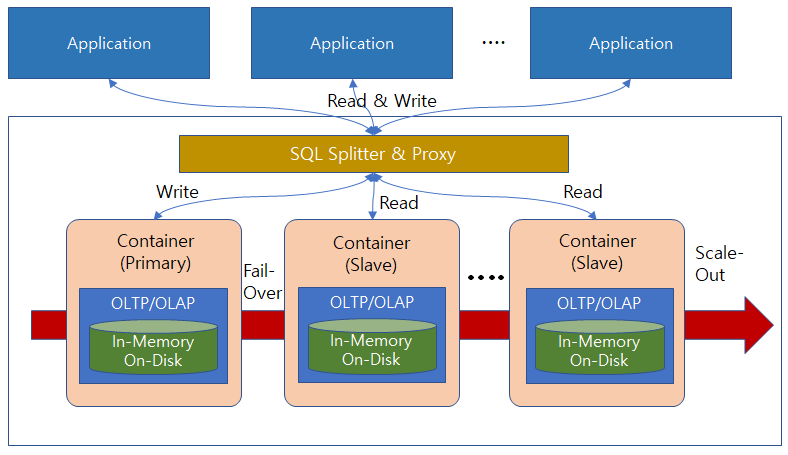 Application
Application
....
Application
Read & Write
SQL Splitter & Proxy
Write
Read
Read
Container
(Primary)
Container
(Slave)
Container
(Slave)
Fail-
Over
....
Scale-
Out
OLTP/OLAP
OLTP/OLAP
OLTP/OLAP
In-Memory
On-Disk
In-Memory
On-Disk
In-Memory
On-Disk